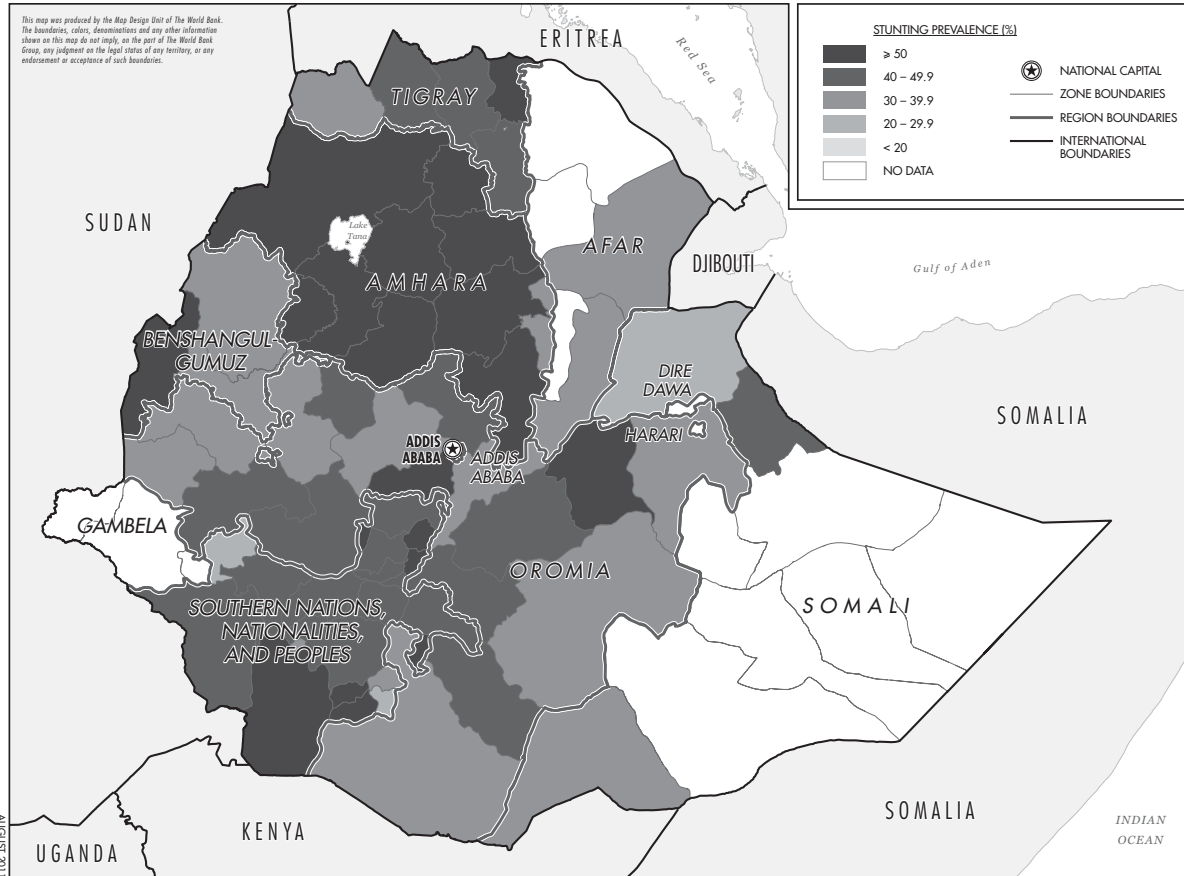 This map was produced by the Map Design Unit of The World Bank.
The boundaries, colors, denominations and any other information
shown on this map do not imply, on the part of The World Bank
Group, any judgment on the legal status of any territory, or any
endorsement or acceptance of such boundaries.
STUNTING PREVALENCE (%)
≥ 50
40 – 49.9
30 – 39.9
20 – 29.9
< 20
NO DATA
NATIONAL CAPITAL
ZONE BOUNDARIES
REGION BOUNDARIES
INTERNATIONAL
BOUNDARIES
ERITREA
Red Sea
TIGRAY
SUDAN
Lake
Tana
AFAR
DJIBOUTI
Gulf of Aden
AMHARA
BENSHANGUL-
GUMUZ
DIRE
DAWA
SOMALIA
HARARI
ADDIS
ABABA
ADDIS
ABABA
GAMBELA
OROMIA
SOMALI
SOUTHERN NATIONS,
NATIONALITIES,
AND PEOPLES
SOMALIA
INDIAN
OCEAN
KENYA
UGANDA
AUGUST 2011